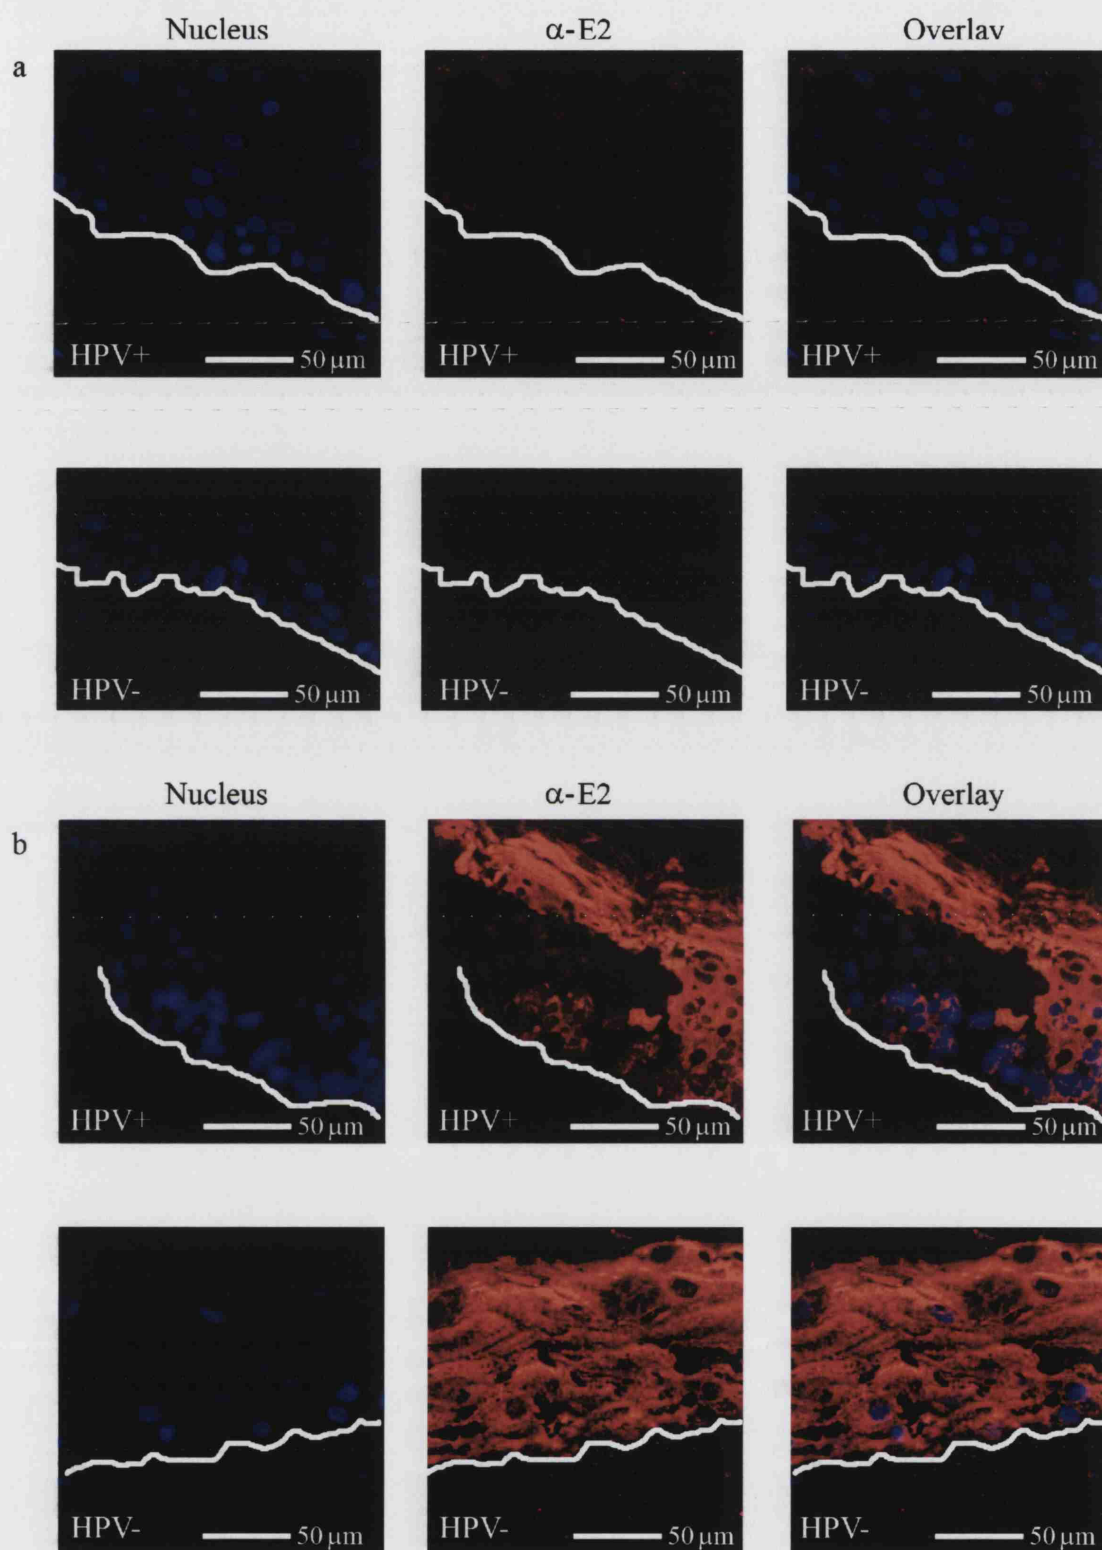 Nucleus α-E2 Overlav
a
HPV+ 50 µm HPV+ 50 µm HPV+ 50 µm
HPV- 50 µm HPV- 50 µm HPV- 50 µm
Nucleus α-E2 Overlay
b
HPV+ 50 µm HPV+ 50 µm HPV+ 50 µm
HPV- 50 µm HPV- 50 µm HPV- 50 µm